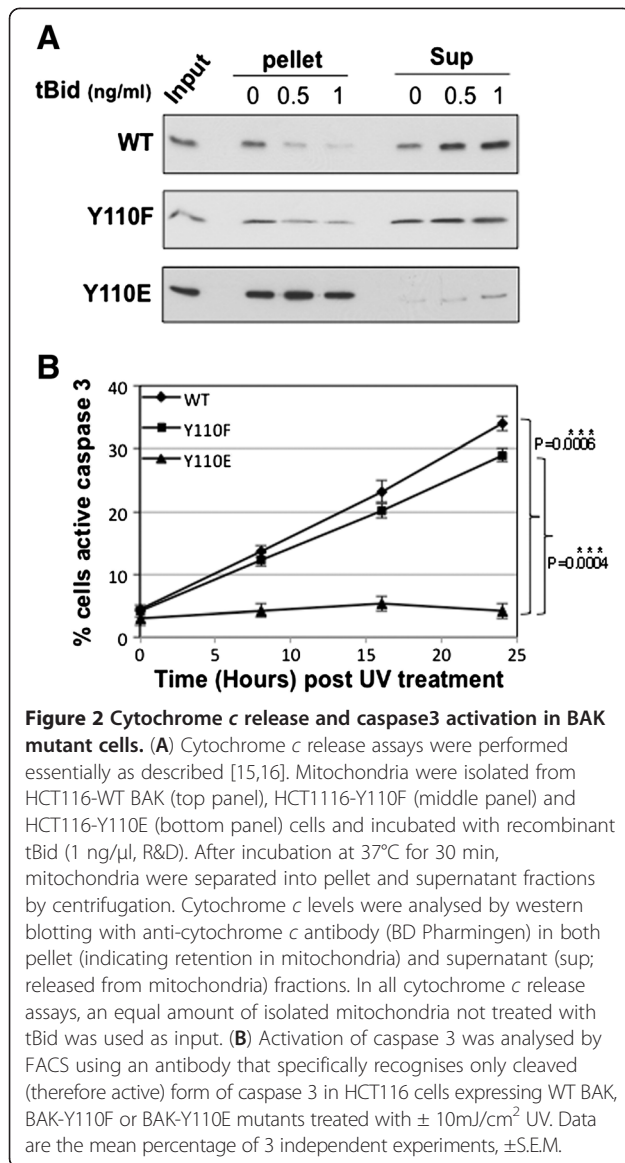 A
tBid (ng/ml) Input pellet Sup
0 0.5 1 0 0.5 1
WT
Y110F
Y110E
B
% cells active caspase 3
40
30
20
10
0
WT
Y110F
Y110E
0 5 10 15 20 25
Time (Hours) post UV treatment
***
P=0.0006
***
P=0.0004
Figure 2 Cytochrome c release and caspase3 activation in BAK
mutant cells. (A) Cytochrome c release assays were performed
essentially as described [15,16]. Mitochondria were isolated from
HCT116-WT BAK (top panel), HCT1116-Y110F (middle panel) and
HCT116-Y110E (bottom panel) cells and incubated with recombinant
tBid (1 ng/μl, R&D). After incubation at 37°C for 30 min,
mitochondria were separated into pellet and supernatant fractions
by centrifugation. Cytochrome c levels were analysed by western
blotting with anti-cytochrome c antibody (BD Pharmingen) in both
pellet (indicating retention in mitochondria) and supernatant (sup;
released from mitochondria) fractions. In all cytochrome c release
assays, an equal amount of isolated mitochondria not treated with
tBid was used as input. (B) Activation of caspase 3 was analysed by
FACS using an antibody that specifically recognises only cleaved
(therefore active) form of caspase 3 in HCT116 cells expressing WT BAK,
BAK-Y110F or BAK-Y110E mutants treated with ± 10mJ/cm² UV. Data
are the mean percentage of 3 independent experiments, ±S.E.M.